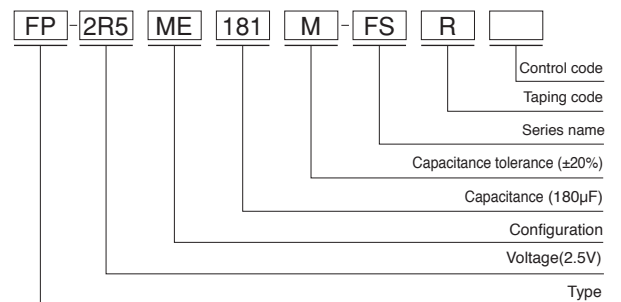 FP-2R5 ME 181 M-FS R
Control code
Taping code
Series name
Capacitance tolerance (±20%)
Capacitance (180μF)
Configuration
Voltage(2.5V)
Type